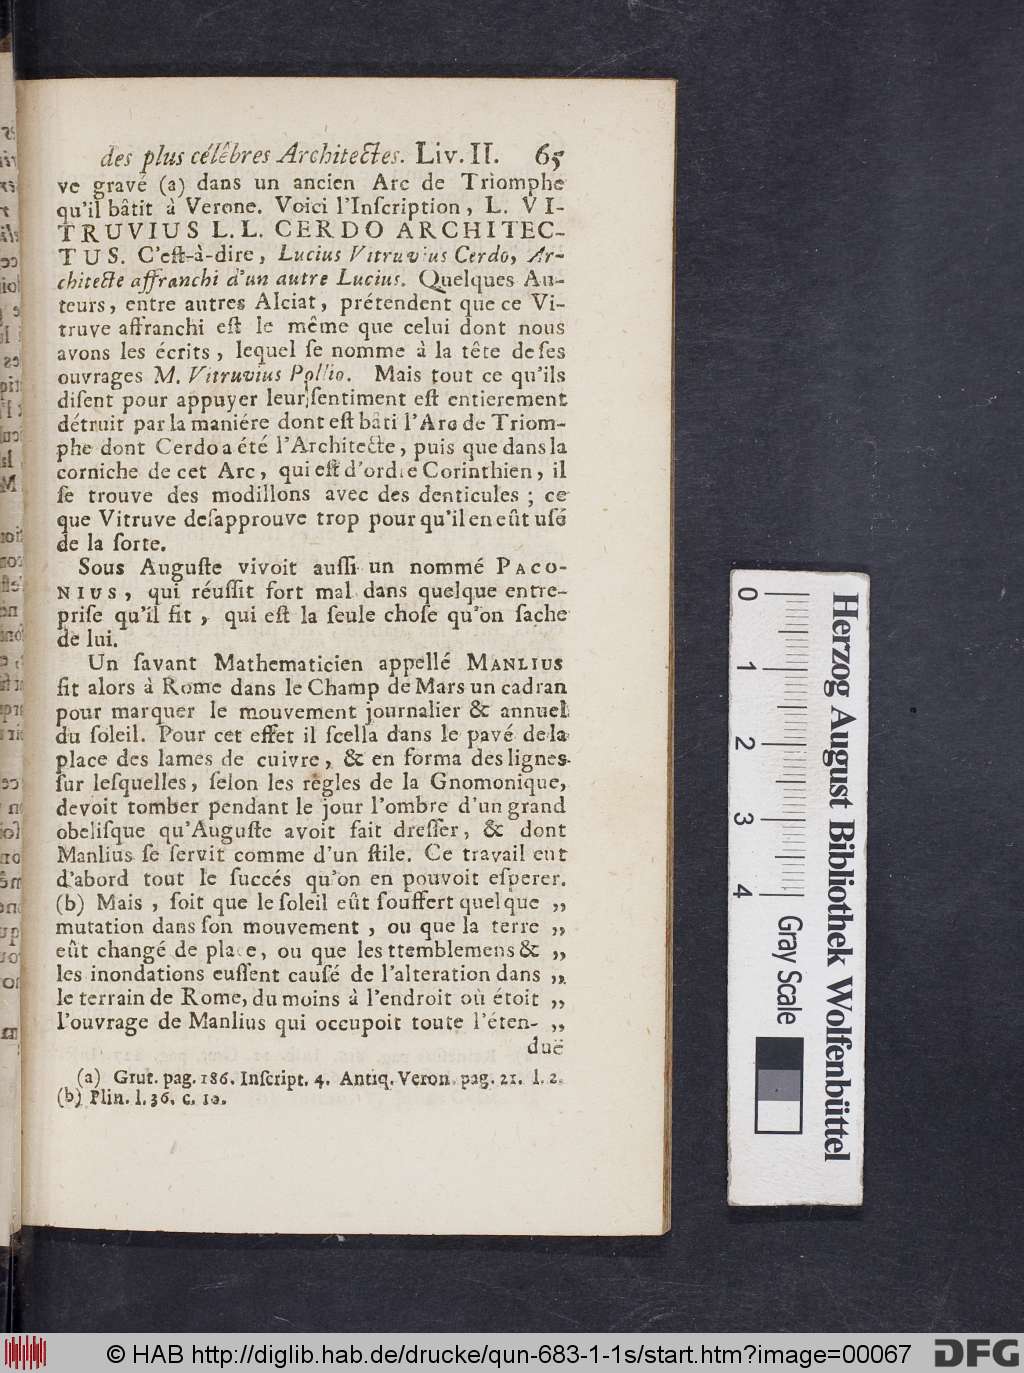 des plus célêbres Architectes. Liv. II. 65
ve gravé (a) dans un ancien Arc de Triomphe
qu'il bâtit à Verone. Voici l'Inſcription, L. VI-
TRUVIUS L. L. CERDO ARCHITEC-
TUS. C'eſt-à-dire, Lucius Vitruvius Cerdo, Ar-
chitecte affranchi d'un autre Lucius. Quelques Au-
teurs, entre autres Alciat, prétendent que ce Vi-
truve affranchi eſt le même que celui dont nous
avons les écrits, lequel ſe nomme à la tête de ſes
ouvrages M. Vitruvius Pollio. Mais tout ce qu'ils
diſent pour appuyer leur ſentiment eſt entierement
détruit par la maniére dont eſt bâti l'Arc de Triom-
phe dont Cerdo a été l'Architecte, puis que dans la
corniche de cet Arc, qui eſt d'ordre Corinthien, il
ſe trouve des modillons avec des denticules ; ce
que Vitruve deſapprouve trop pour qu'il en eût uſé
de la ſorte.
Sous Auguſte vivoit auſſi un nommé PACO-
NIUS, qui réuſſit fort mal dans quelque entre-
priſe qu'il fit, qui eſt la ſeule choſe qu'on ſache
de lui.
Un ſavant Mathematicien appellé MANLIUS
fit alors à Rome dans le Champ de Mars un cadran
pour marquer le mouvement journalier & annuel
du ſoleil. Pour cet effet il ſcella dans le pavé de la
place des lames de cuivre, & en forma des lignes
ſur leſquelles, ſelon les régles de la Gnomonique,
devoit tomber pendant le jour l'ombre d'un grand
obeliſque qu'Auguſte avoit fait dreſſer, & dont
Manlius ſe ſervit comme d'un ſtile. Ce travail eut
d'abord tout le ſuccés qu'on en pouvoit eſperer.
(b) Mais, ſoit que le ſoleil eût ſouffert quelque „
mutation dans ſon mouvement, ou que la terre „
eût changé de place, ou que les ttemblemens & „
les inondations euſſent cauſé de l'alteration dans „
le terrain de Rome, du moins à l'endroit où étoit „
l'ouvrage de Manlius qui occupoit toute l'éten- „
duë
(a) Grut. pag. 186. Inſcript. 4. Antiq. Veron. pag. 21. l. 2.
(b) Plin. l. 36. c. 10.
0 1 2 3 4
Gray Scale
Herzog August Bibliothek Wolfenbüttel
© HAB http://diglib.hab.de/drucke/qun-683-1-1s/start.htm?image=00067
DFG